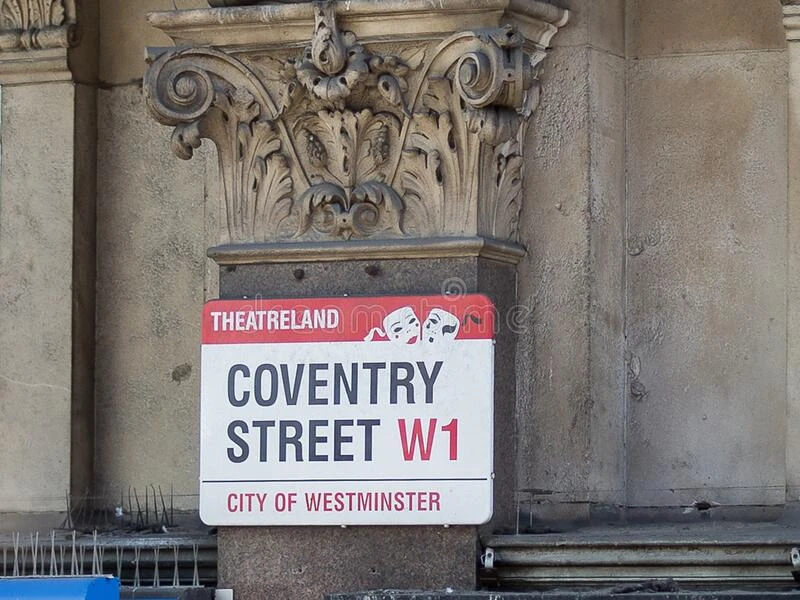 THEATRELAND
COVENTRY
STREET W1
CITY OF WESTMINSTER